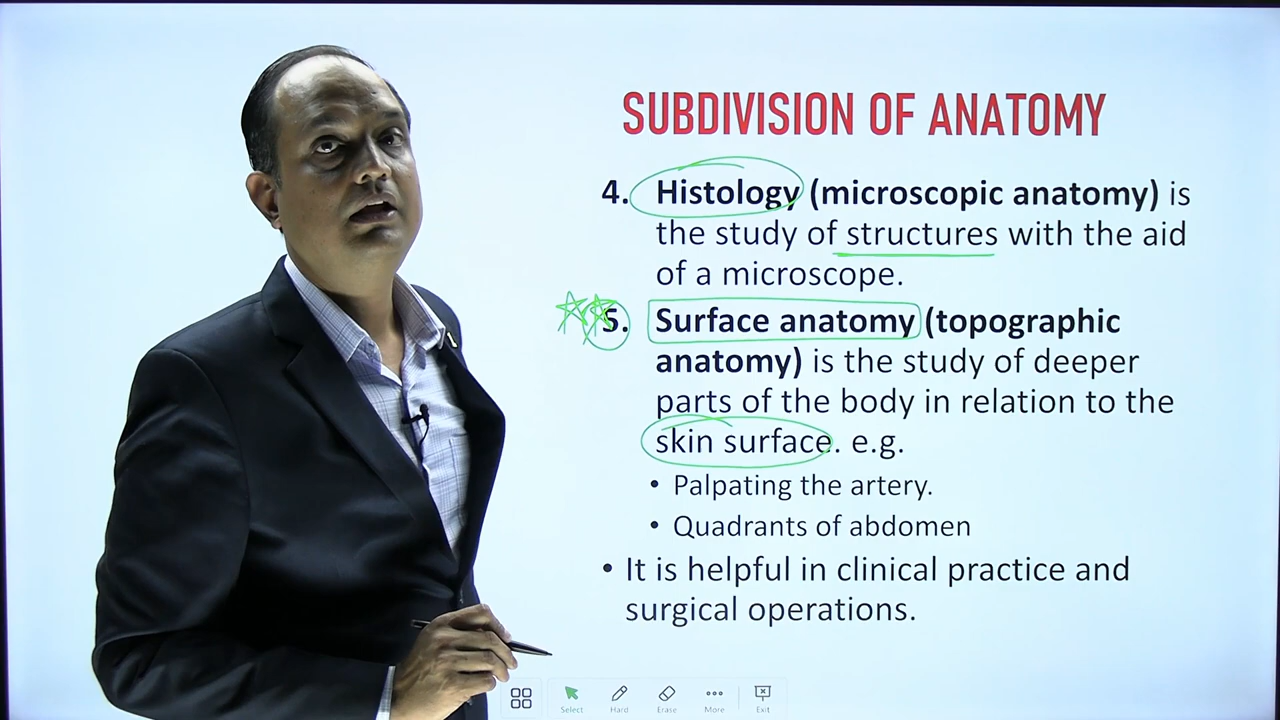 SUBDIVISION OF ANATOMY
4. Histology (microscopic anatomy) is
the study of structures with the aid
of a microscope.
5. Surface anatomy (topographic
anatomy) is the study of deeper
parts of the body in relation to the
skin surface. e.g.
• Palpating the artery.
• Quadrants of abdomen
• It is helpful in clinical practice and
surgical operations.
Select Hard Erase More Exit